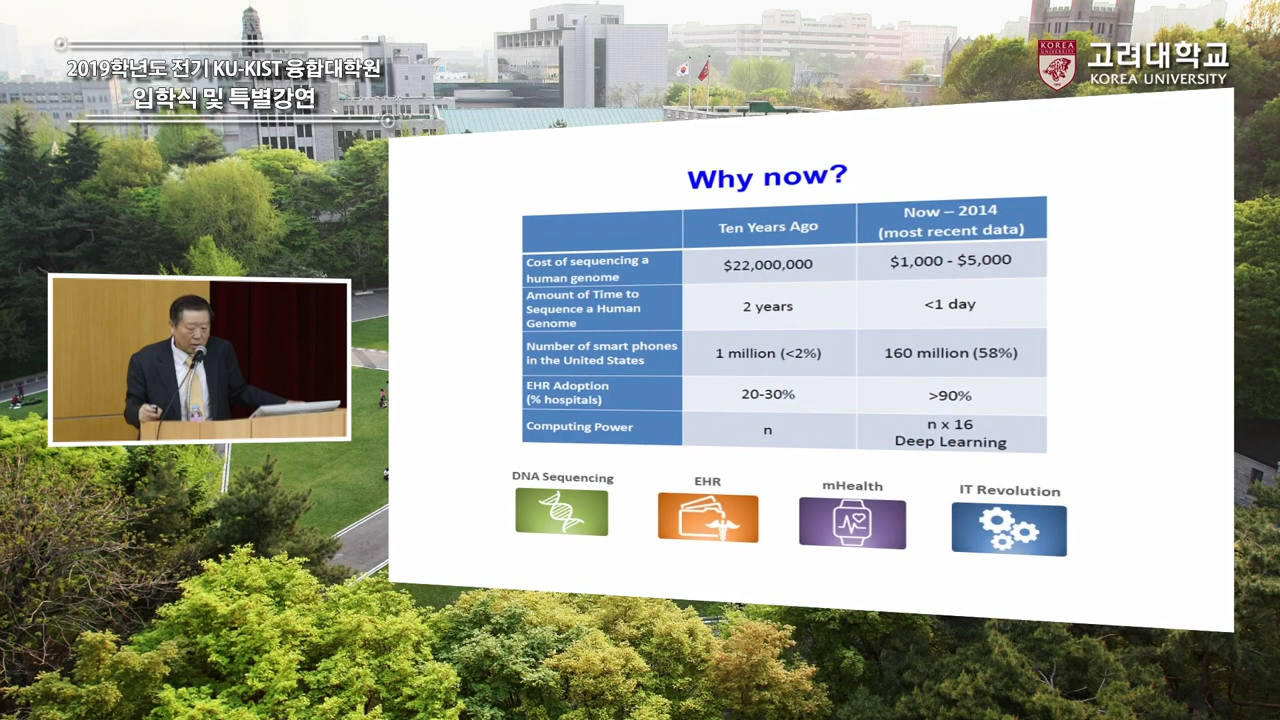 2019학년도 전기 KU-KIST 융합대학원
입학식 및 특별강연
KOREA
UNIVERSITY
고려대학교
KOREA UNIVERSITY
Why now?
Ten Years Ago
Now – 2014
(most recent data)
Cost of sequencing a
human genome
$22,000,000
$1,000 - $5,000
Amount of Time to
Sequence a Human
Genome
2 years
<1 day
Number of smart phones
in the United States
1 million (<2%)
160 million (58%)
EHR Adoption
(% hospitals)
20-30%
>90%
Computing Power
n
n x 16
Deep Learning
DNA Sequencing
EHR
mHealth
IT Revolution